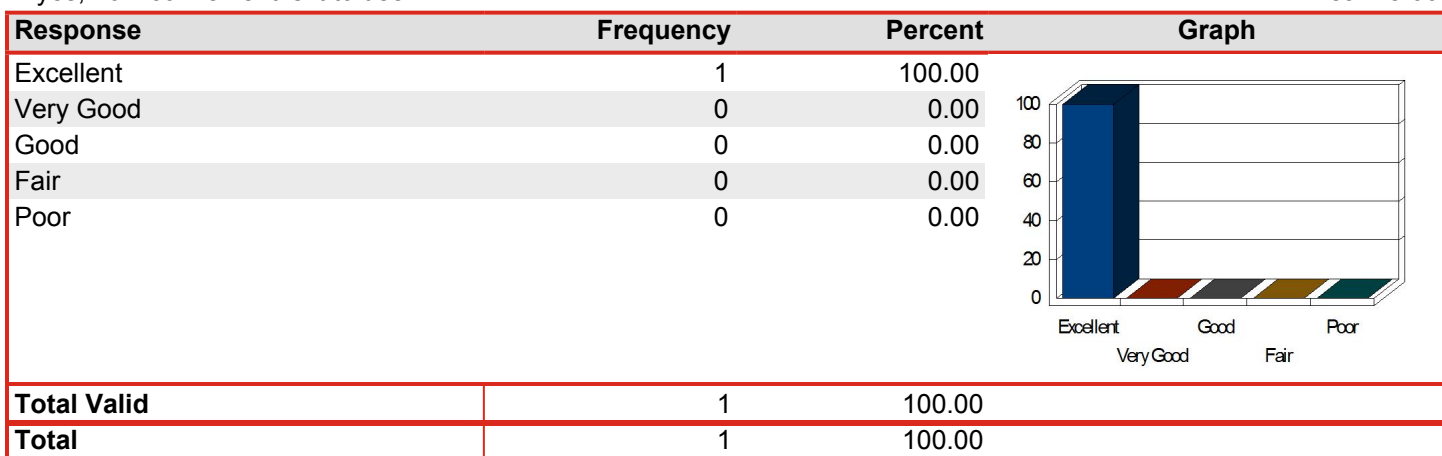 Response Frequency Percent Graph
Excellent 1 100.00
Very Good 0 0.00
Good 0 0.00
Fair 0 0.00
Poor 0 0.00
100
80
60
40
20
0
Excellent Good Poor
Very Good Fair
Total Valid 1 100.00
Total 1 100.00